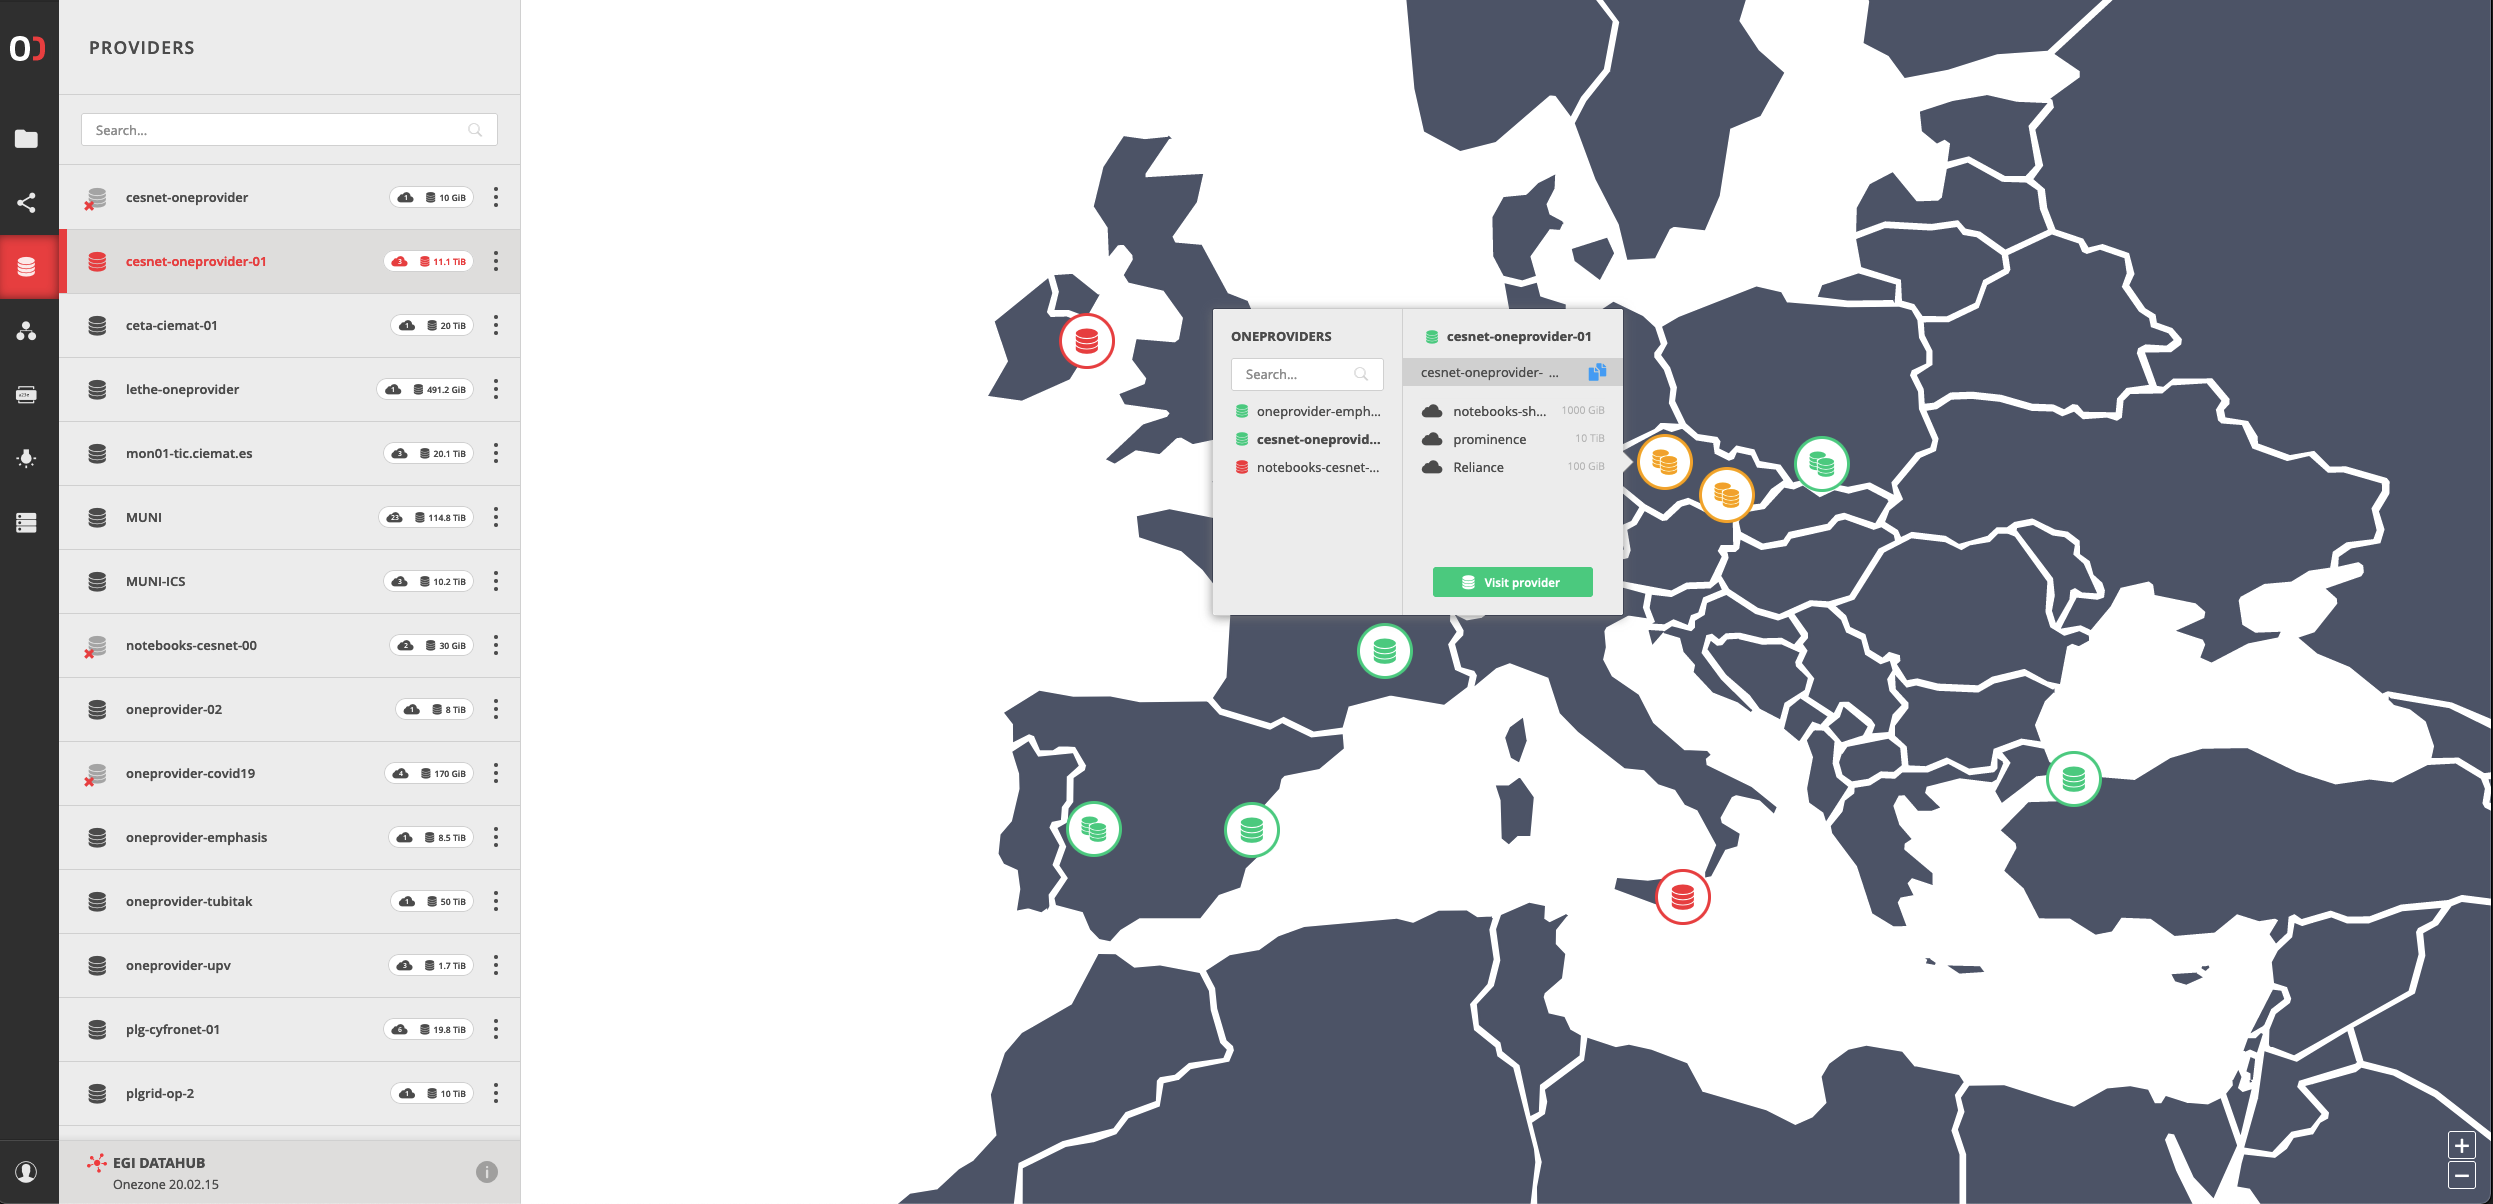 PROVIDERS
Search...
cesnet-oneprovider 1 10 GiB
cesnet-oneprovider-01 3 11.1 TiB
ceta-ciemat-01 1 20 TiB
lethe-oneprovider 1 491.2 GiB
mon01-tic.ciemat.es 3 20.1 TiB
MUNI 23 114.8 TiB
MUNI-ICS 3 10.2 TiB
notebooks-cesnet-00 2 30 GiB
oneprovider-02 1 8 TiB
oneprovider-covid19 4 170 GiB
oneprovider-emphasis 1 8.5 TiB
oneprovider-tubitak 1 50 TiB
oneprovider-upv 3 1.7 TiB
plg-cyfronet-01 6 19.8 TiB
plgrid-op-2 1 10 TiB
EGI DATAHUB
Onezone 20.02.15
ONEPROVIDERS
Search...
oneprovider-emph...
cesnet-oneprovid...
notebooks-cesnet-...
cesnet-oneprovider-01
cesnet-oneprovider- ...
notebooks-sh... 1000 GiB
prominence 10 TiB
Reliance 100 GiB
Visit provider
+
−